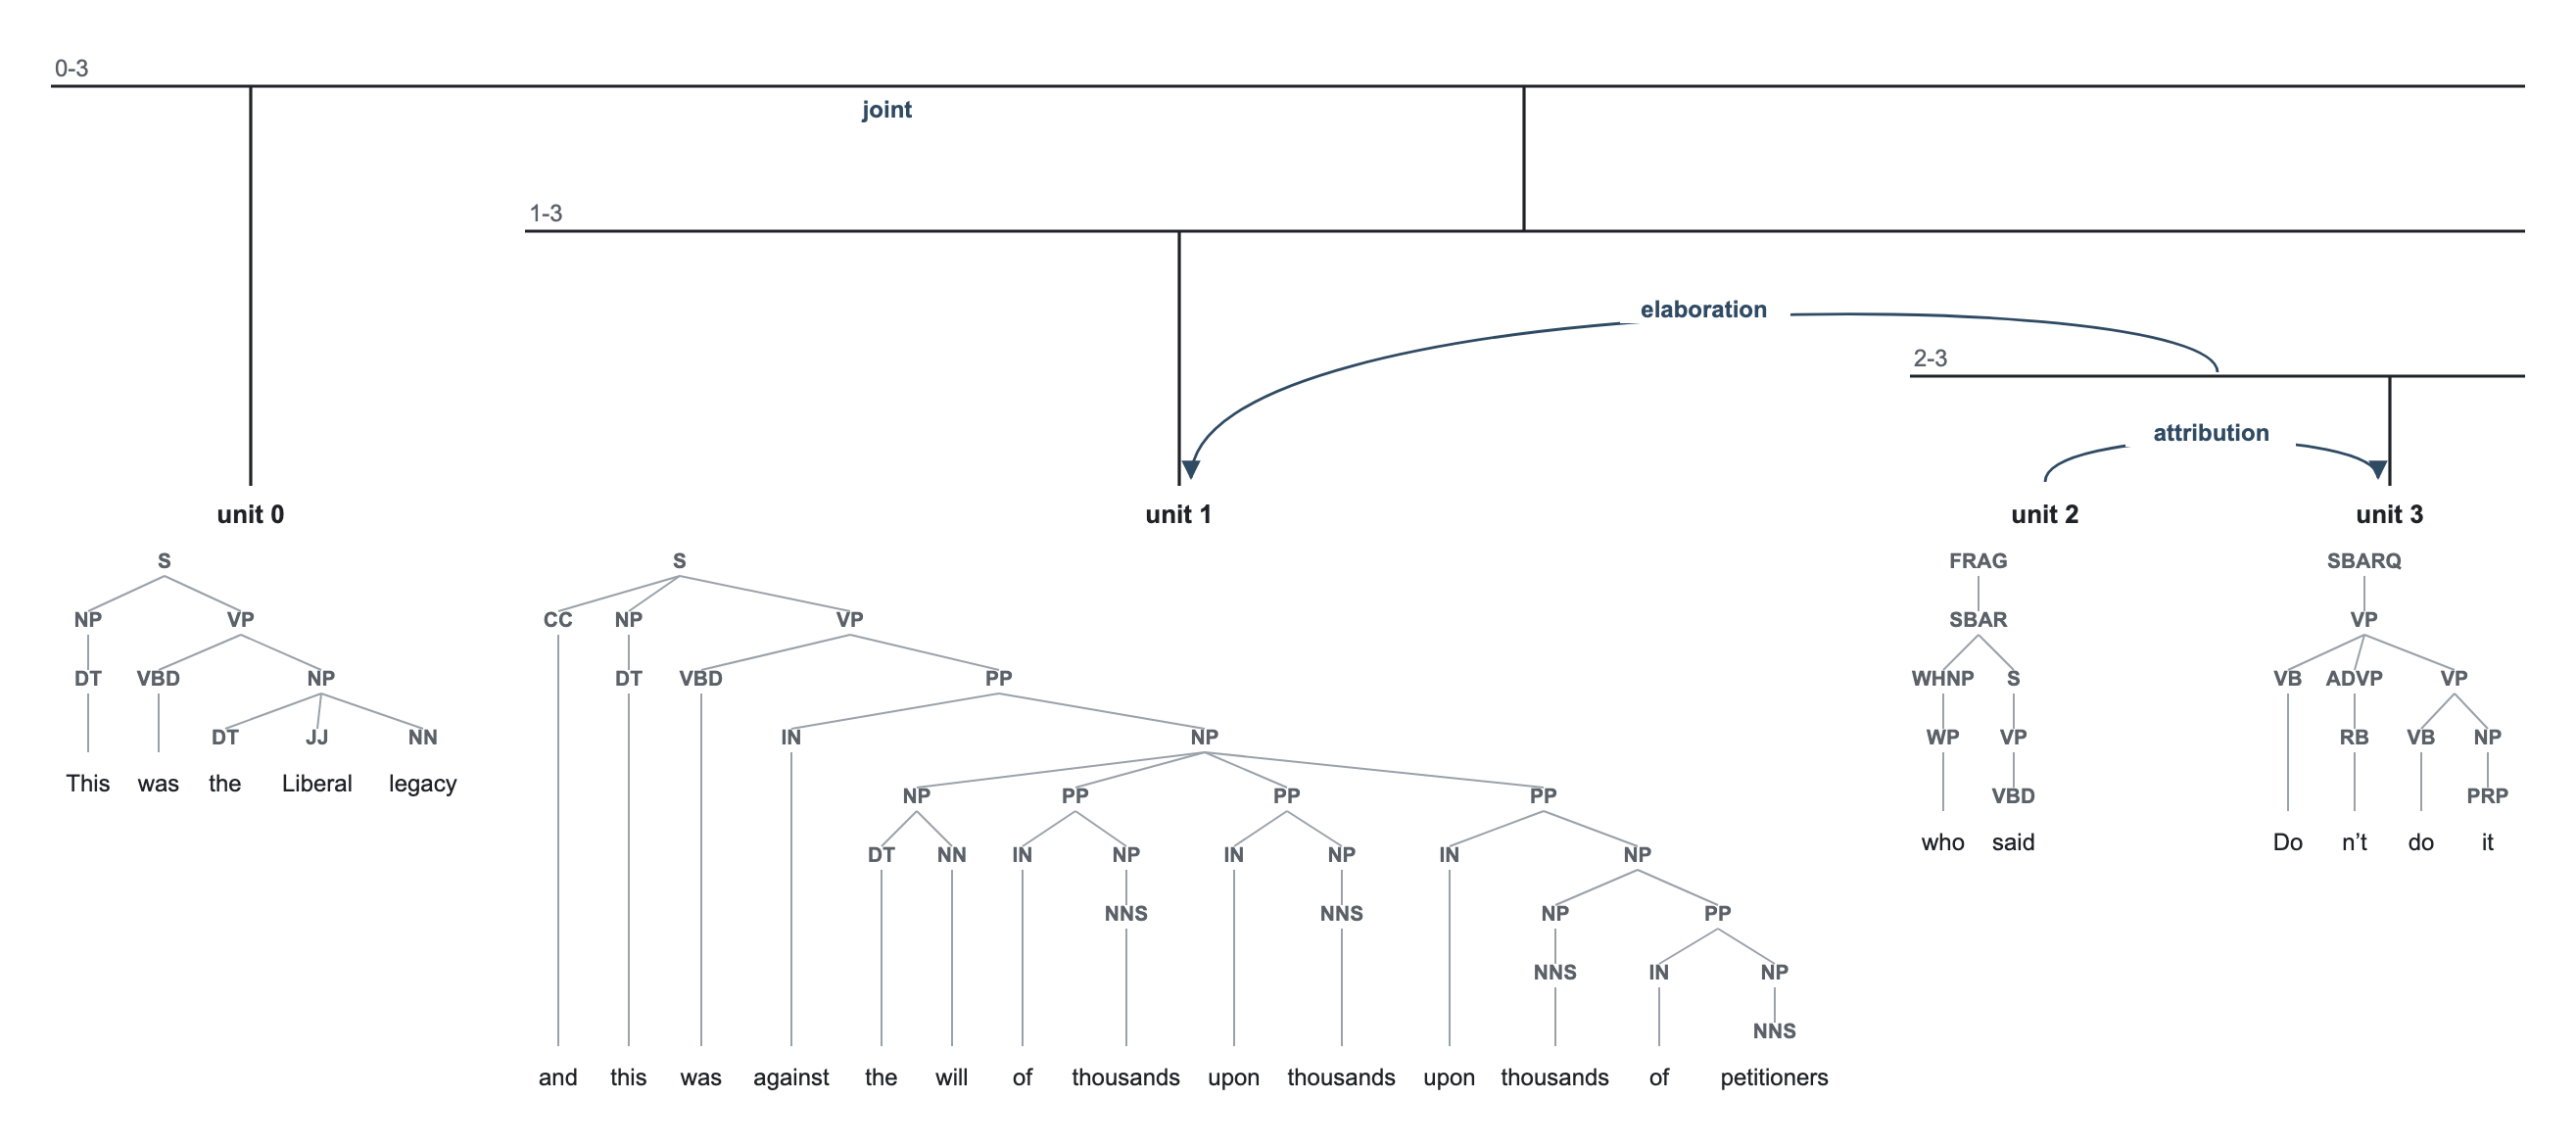 0-3
joint
1-3
elaboration
2-3
attribution
unit 0 unit 1 unit 2 unit 3
S S FRAG SBARQ
NP VP CC NP VP SBAR VP
DT VBD NP DT VBD PP WHNP S VB ADVP VP
DT JJ NN IN NP WP VP RB VB NP
This was the Liberal legacy NP PP PP PP VBD PRP
who said Do n’t do it
DT NN IN NP IN NP IN NP
NNS NNS NP PP
NNS IN NP
NNS
and this was against the will of thousands upon thousands upon thousands of petitioners